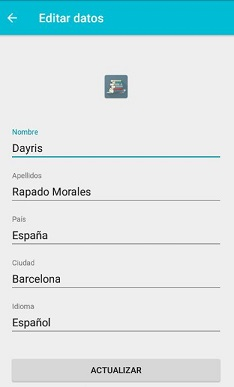 Editar datos
Nombre
Dayris
Apellidos
Rapado Morales
País
España
Ciudad
Barcelona
Idioma
Español
ACTUALIZAR